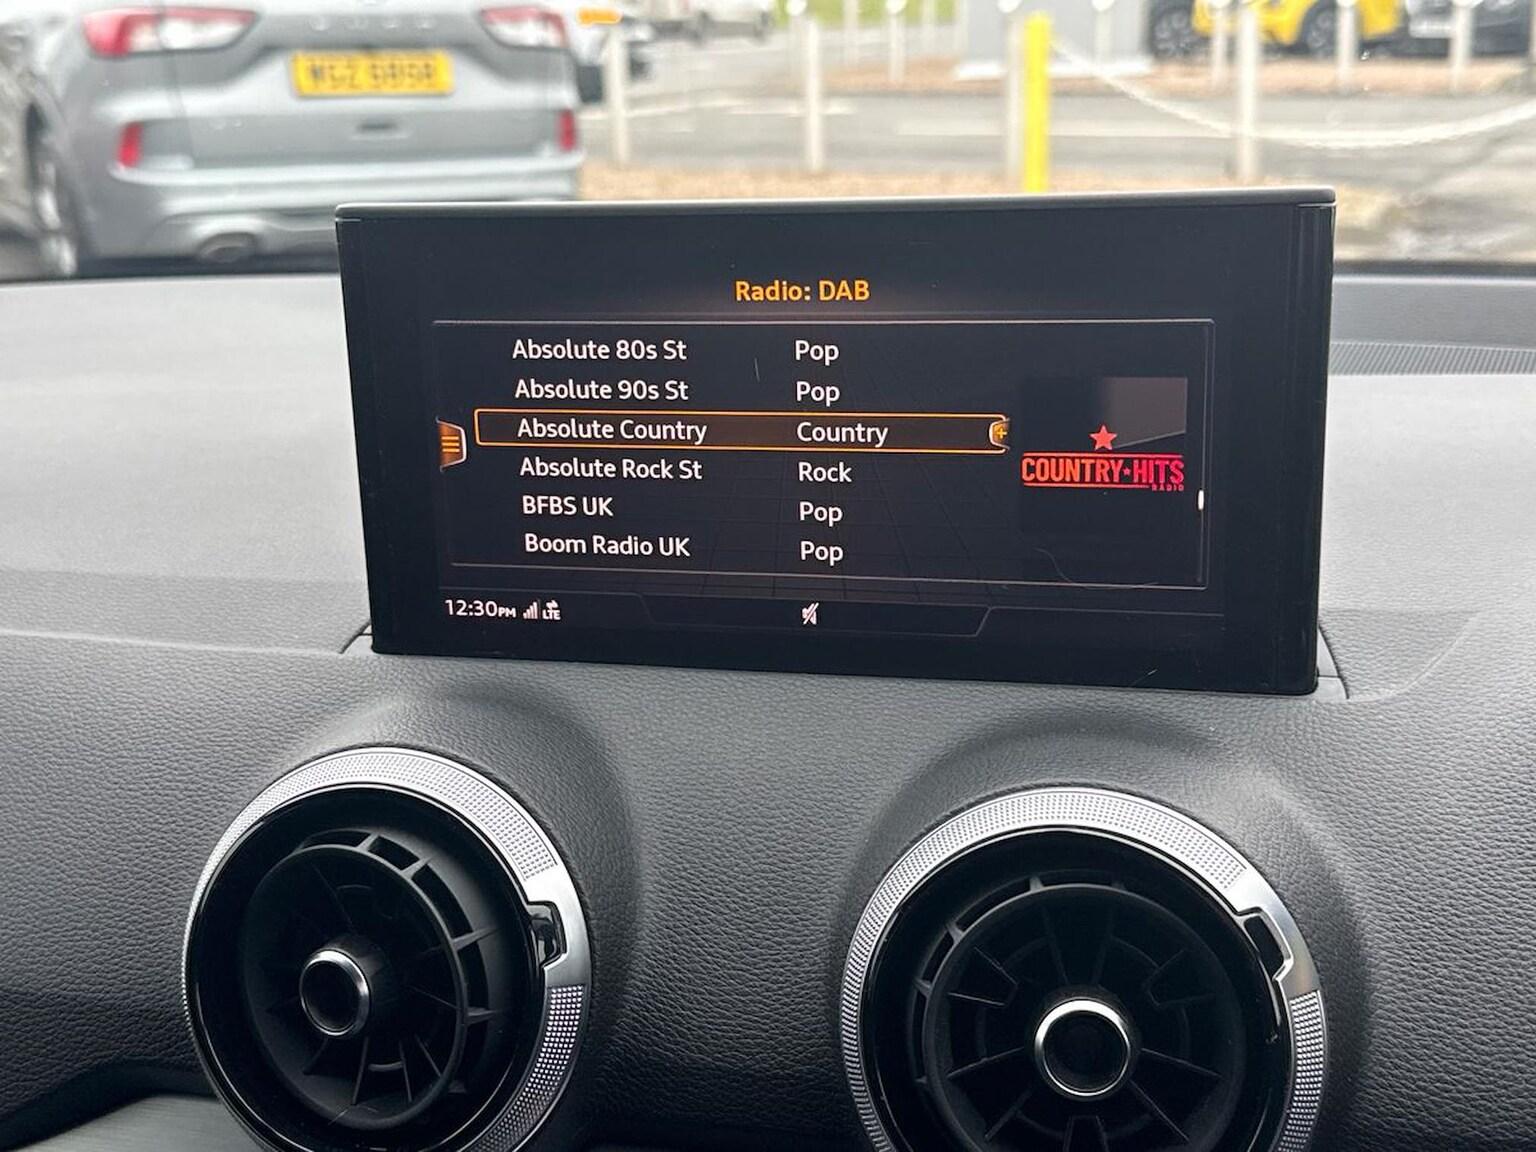 Radio: DAB
Absolute 80s St Pop
Absolute 90s St Pop
Absolute Country Country
Absolute Rock St Rock
BFBS UK Pop
Boom Radio UK Pop
COUNTRY★HITS
RADIO
12:30PM LTE